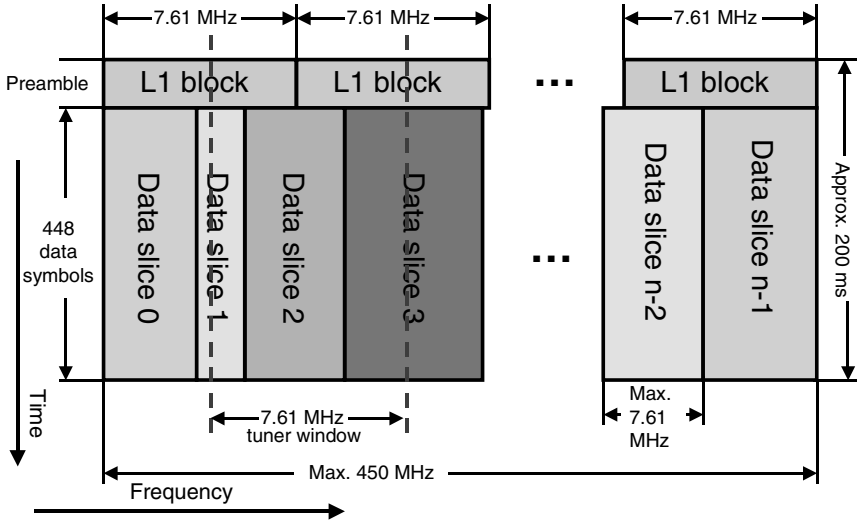 7.61 MHz
7.61 MHz
7.61 MHz
Preamble
L1 block
L1 block
...
L1 block
448
data
symbols
Data slice 0
Data slice 1
Data slice 2
Data slice 3
...
Data slice n-2
Data slice n-1
Approx. 200 ms
Time
7.61 MHz
tuner window
Max.
7.61
MHz
Max. 450 MHz
Frequency